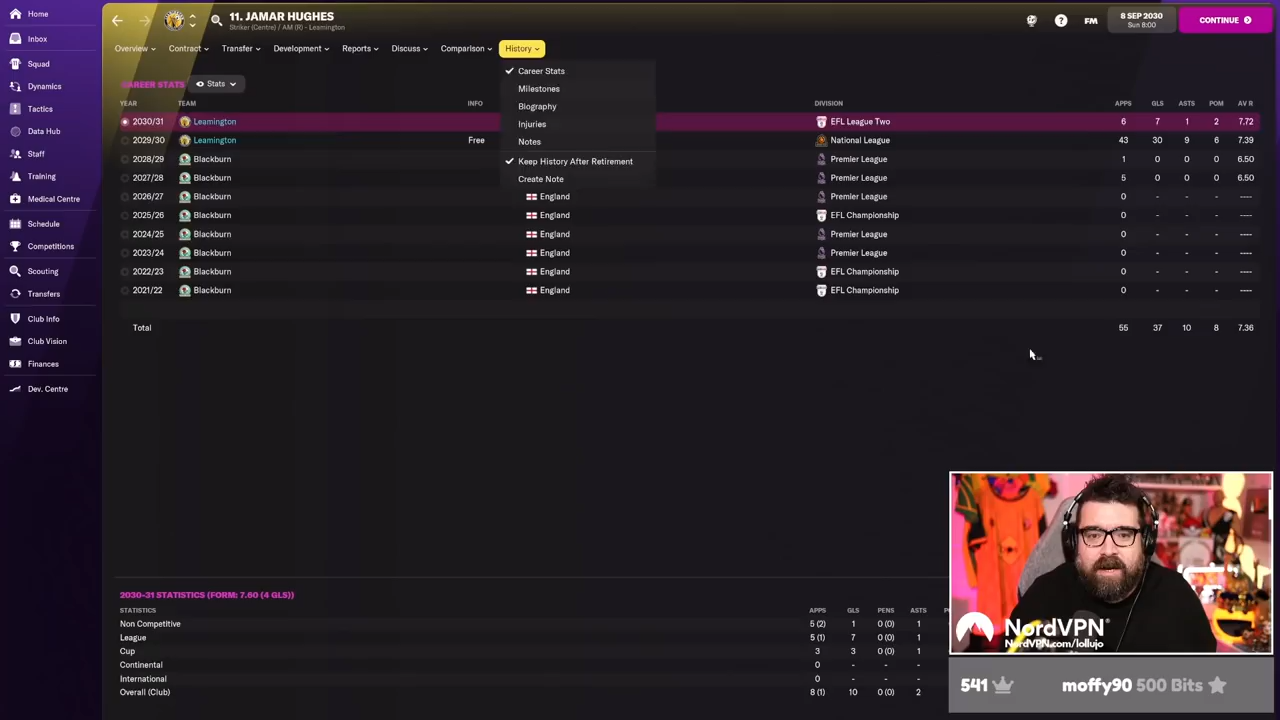 11. JAMAR HUGHES
Striker (Centre) / AM (R) - Leamington
8 SEP 2030
Sun 8:00
FM
CONTINUE
Home
Inbox
Squad
Dynamics
Tactics
Data Hub
Staff
Training
Medical Centre
Schedule
Competitions
Scouting
Transfers
Club Info
Club Vision
Finances
Dev. Centre
Overview Contract Transfer Development Reports Discuss Comparison History
CAREER STATS Stats
Career Stats
Milestones
Biography
Injuries
Notes
Keep History After Retirement
Create Note
YEAR TEAM INFO DIVISION APPS GLS ASTS POM AV R
2030/31 Leamington EFL League Two 6 7 1 2 7.72
2029/30 Leamington Free National League 43 30 9 6 7.39
2028/29 Blackburn Premier League 1 0 0 0 6.50
2027/28 Blackburn Premier League 5 0 0 0 6.50
2026/27 Blackburn England Premier League 0 - - - ----
2025/26 Blackburn England EFL Championship 0 - - - ----
2024/25 Blackburn England Premier League 0 - - - ----
2023/24 Blackburn England Premier League 0 - - - ----
2022/23 Blackburn England EFL Championship 0 - - - ----
2021/22 Blackburn England EFL Championship 0 - - - ----
Total 55 37 10 8 7.36
2030-31 STATISTICS (FORM: 7.60 (4 GLS))
STATISTICS APPS GLS PENS ASTS
Non Competitive 5 (2) 1 0 (0) 1
League 5 (1) 7 0 (0) 1
Cup 3 3 0 (0) 1
Continental 0 - - -
International 0 - - -
Overall (Club) 8 (1) 10 0 (0) 2
NordVPN®
NordVPN.com/lollujo
541 moffy90 500 Bits